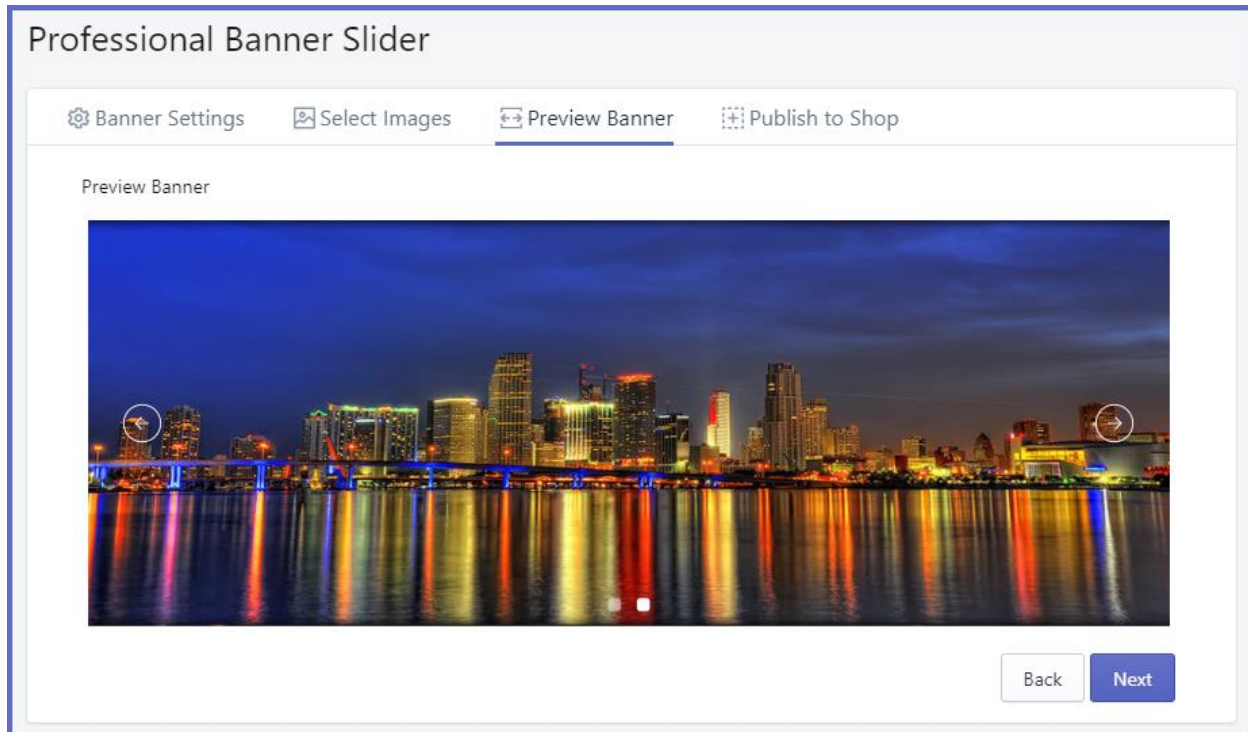 Professional Banner Slider
Banner Settings Select Images Preview Banner Publish to Shop
Preview Banner
Back Next